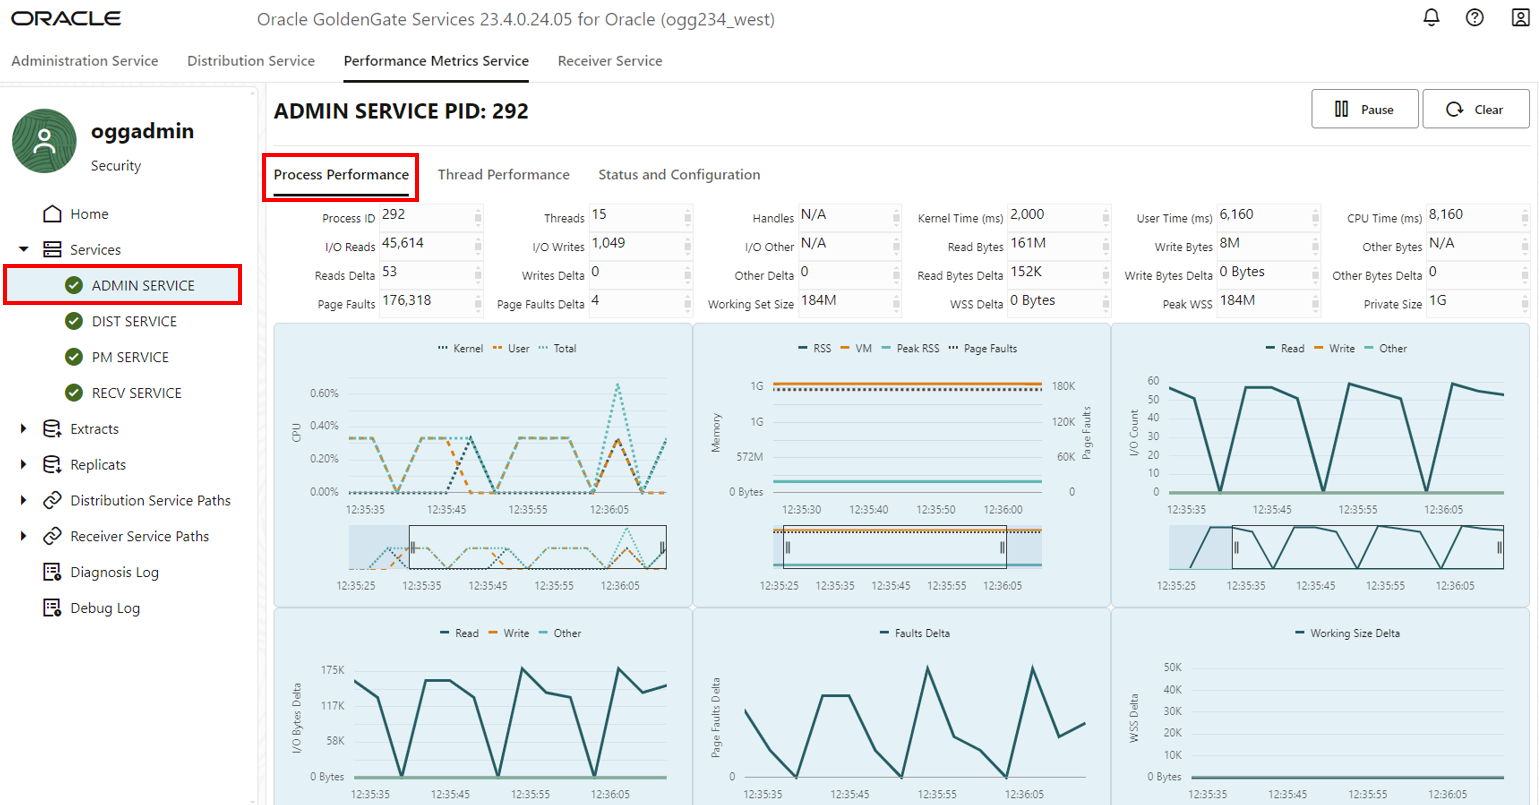 ORACLE
Oracle GoldenGate Services 23.4.0.24.05 for Oracle (ogg234_west)
Administration Service
Distribution Service
Performance Metrics Service
Receiver Service
oggadmin
Security
Home
Services
ADMIN SERVICE
DIST SERVICE
PM SERVICE
RECV SERVICE
Extracts
Replicats
Distribution Service Paths
Receiver Service Paths
Diagnosis Log
Debug Log
ADMIN SERVICE PID: 292
Pause
Clear
Process Performance
Thread Performance
Status and Configuration
Process ID 292 Threads 15 Handles N/A Kernel Time (ms) 2,000 User Time (ms) 6,160 CPU Time (ms) 8,160
I/O Reads 45,614 I/O Writes 1,049 I/O Other N/A Read Bytes 161M Write Bytes 8M Other Bytes N/A
Reads Delta 53 Writes Delta 0 Other Delta 0 Read Bytes Delta 152K Write Bytes Delta 0 Bytes Other Bytes Delta 0
Page Faults 176,318 Page Faults Delta 4 Working Set Size 184M WSS Delta 0 Bytes Peak WSS 184M Private Size 1G
Kernel User Total
CPU
0.60%
0.40%
0.20%
0.00%
12:35:35 12:35:45 12:35:55 12:36:05
12:35:25 12:35:35 12:35:45 12:35:55 12:36:05
RSS VM Peak RSS Page Faults
Memory
1G
1G
572M
0 Bytes
180K
120K
60K
0
Page Faults
12:35:30 12:35:40 12:35:50 12:36:00
12:35:25 12:35:35 12:35:45 12:35:55 12:36:05
Read Write Other
I/O Count
60
50
40
30
20
10
0
12:35:35 12:35:45 12:35:55 12:36:05
12:35:25 12:35:35 12:35:45 12:35:55 12:36:05
Read Write Other
I/O Bytes Delta
175K
117K
58K
0 Bytes
12:35:35 12:35:45 12:35:55 12:36:05
Faults Delta
Page Faults Delta
0
12:35:35 12:35:45 12:35:55 12:36:05
Working Size Delta
WSS Delta
50K
40K
30K
20K
10K
0 Bytes
12:35:35 12:35:45 12:35:55 12:36:05